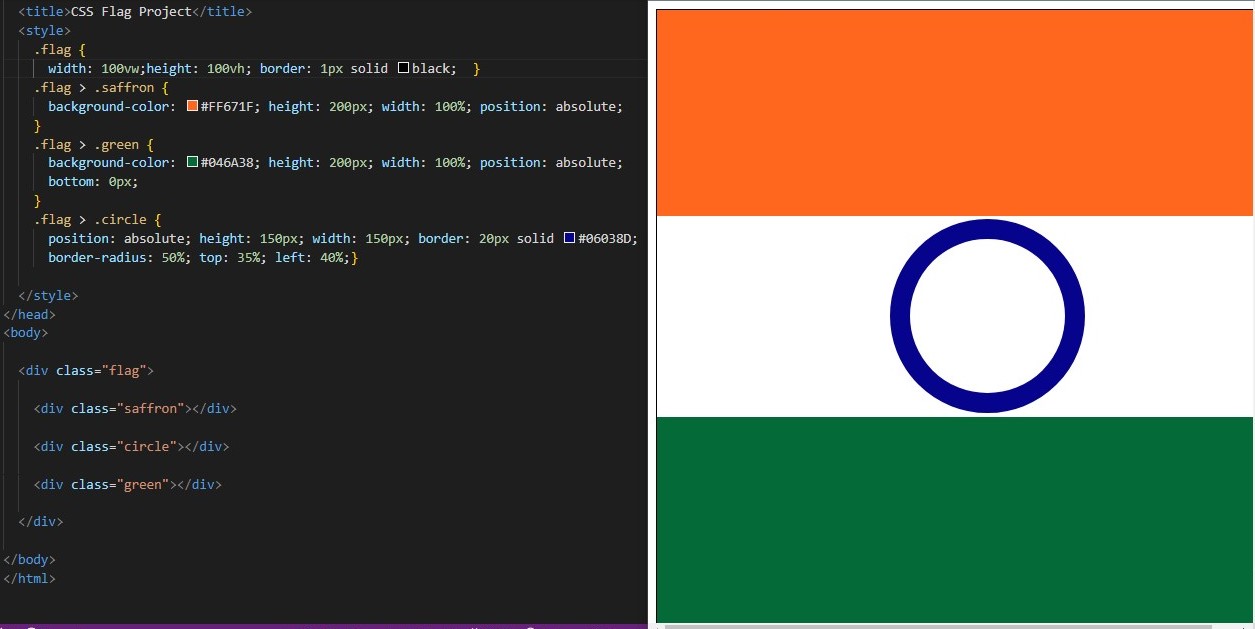 <title>CSS Flag Project</title>
<style>
.flag {
width: 100vw;height: 100vh; border: 1px solid black;  }
.flag > .saffron {
background-color: #FF671F; height: 200px; width: 100%; position: absolute;
}
.flag > .green {
background-color: #046A38; height: 200px; width: 100%; position: absolute;
bottom: 0px;
}
.flag > .circle {
position: absolute; height: 150px; width: 150px; border: 20px solid #06038D;
border-radius: 50%; top: 35%; left: 40%;}
</style>
</head>
<body>
<div class="flag">
<div class="saffron"></div>
<div class="circle"></div>
<div class="green"></div>
</div>
</body>
</html>